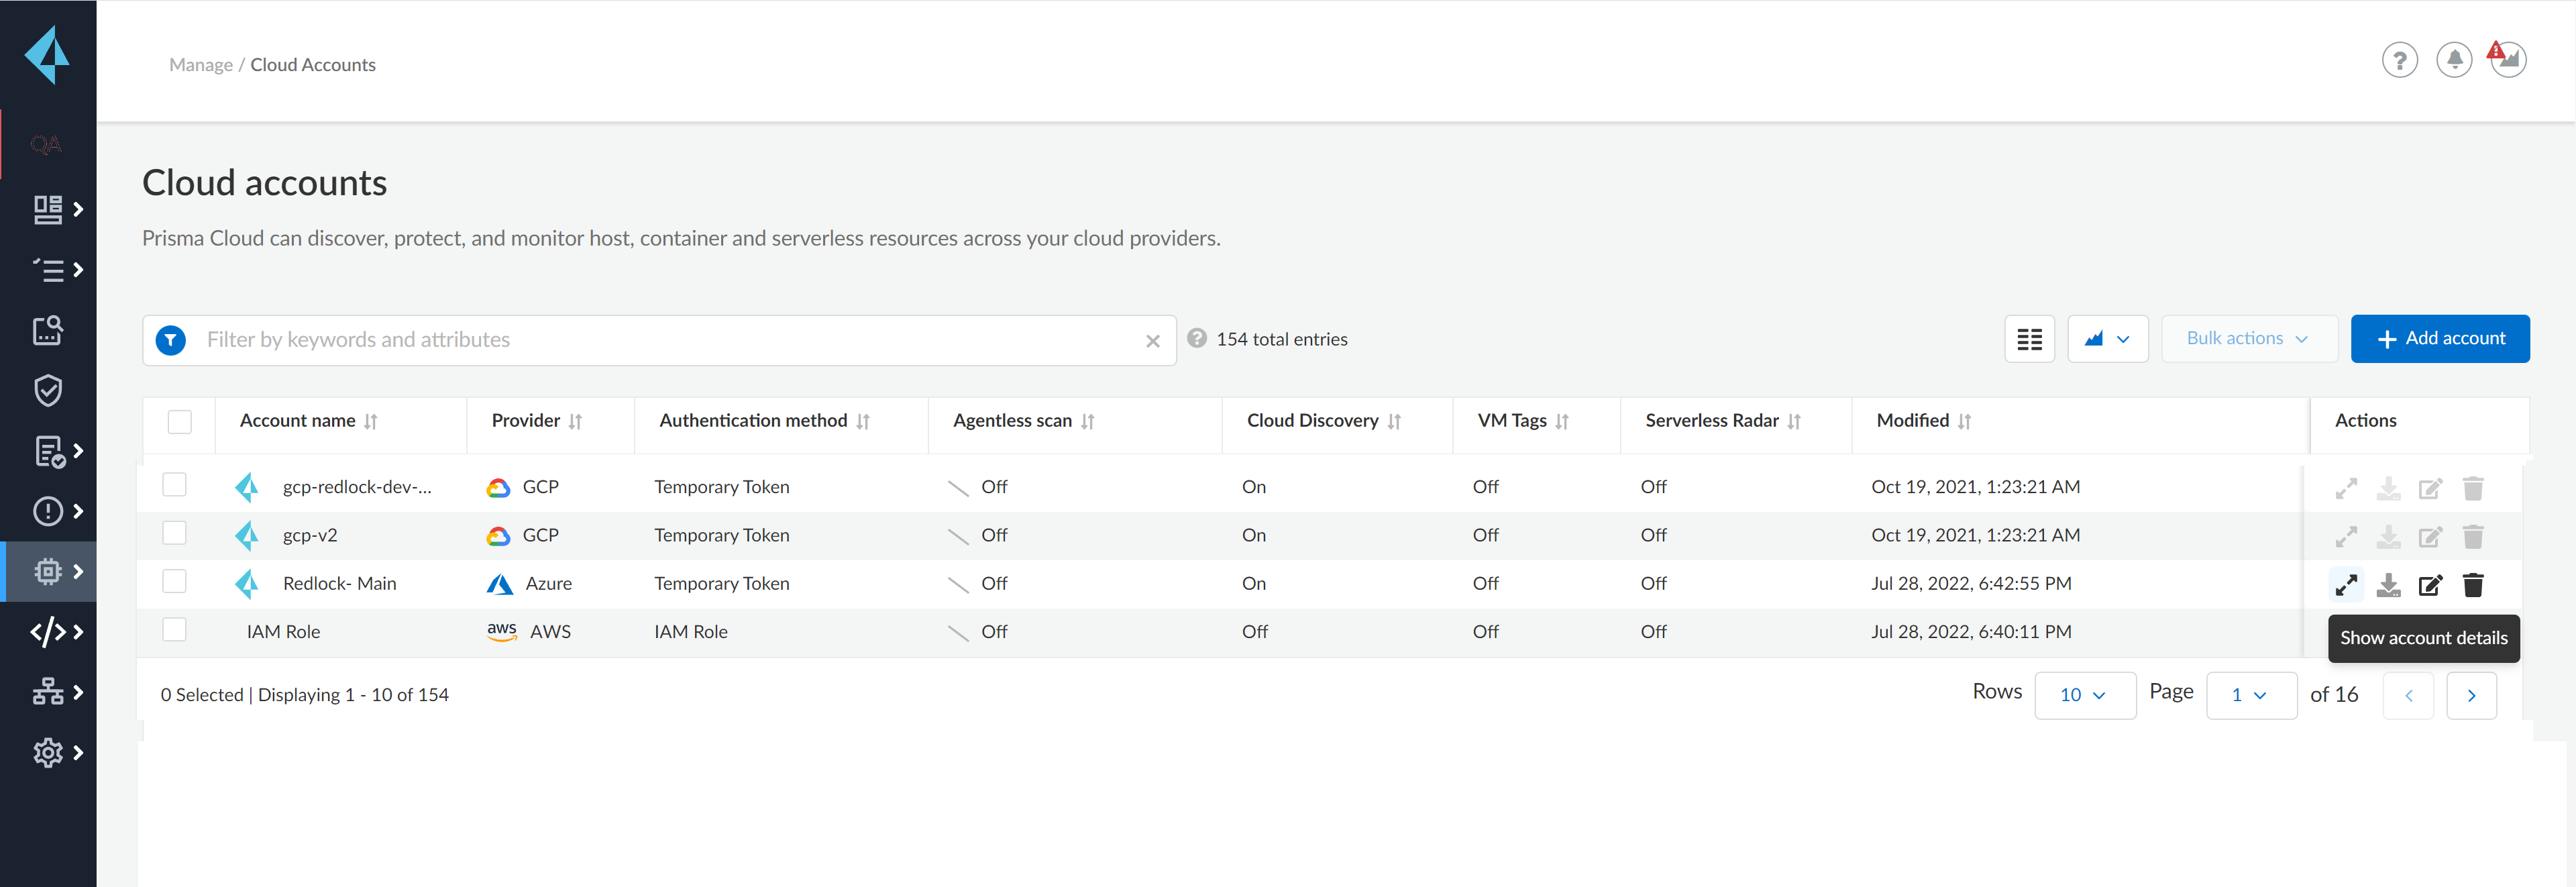 Manage / Cloud Accounts
QA
Cloud accounts
Prisma Cloud can discover, protect, and monitor host, container and serverless resources across your cloud providers.
Filter by keywords and attributes
154 total entries
Bulk actions
+ Add account
Account name Provider Authentication method Agentless scan Cloud Discovery VM Tags Serverless Radar Modified Actions
gcp-redlock-dev-... GCP Temporary Token Off On Off Off Oct 19, 2021, 1:23:21 AM
gcp-v2 GCP Temporary Token Off On Off Off Oct 19, 2021, 1:23:21 AM
Redlock- Main Azure Temporary Token Off On Off Off Jul 28, 2022, 6:42:55 PM
IAM Role aws AWS IAM Role Off Off Off Off Jul 28, 2022, 6:40:11 PM
Show account details
0 Selected | Displaying 1 - 10 of 154
Rows 10 Page 1 of 16